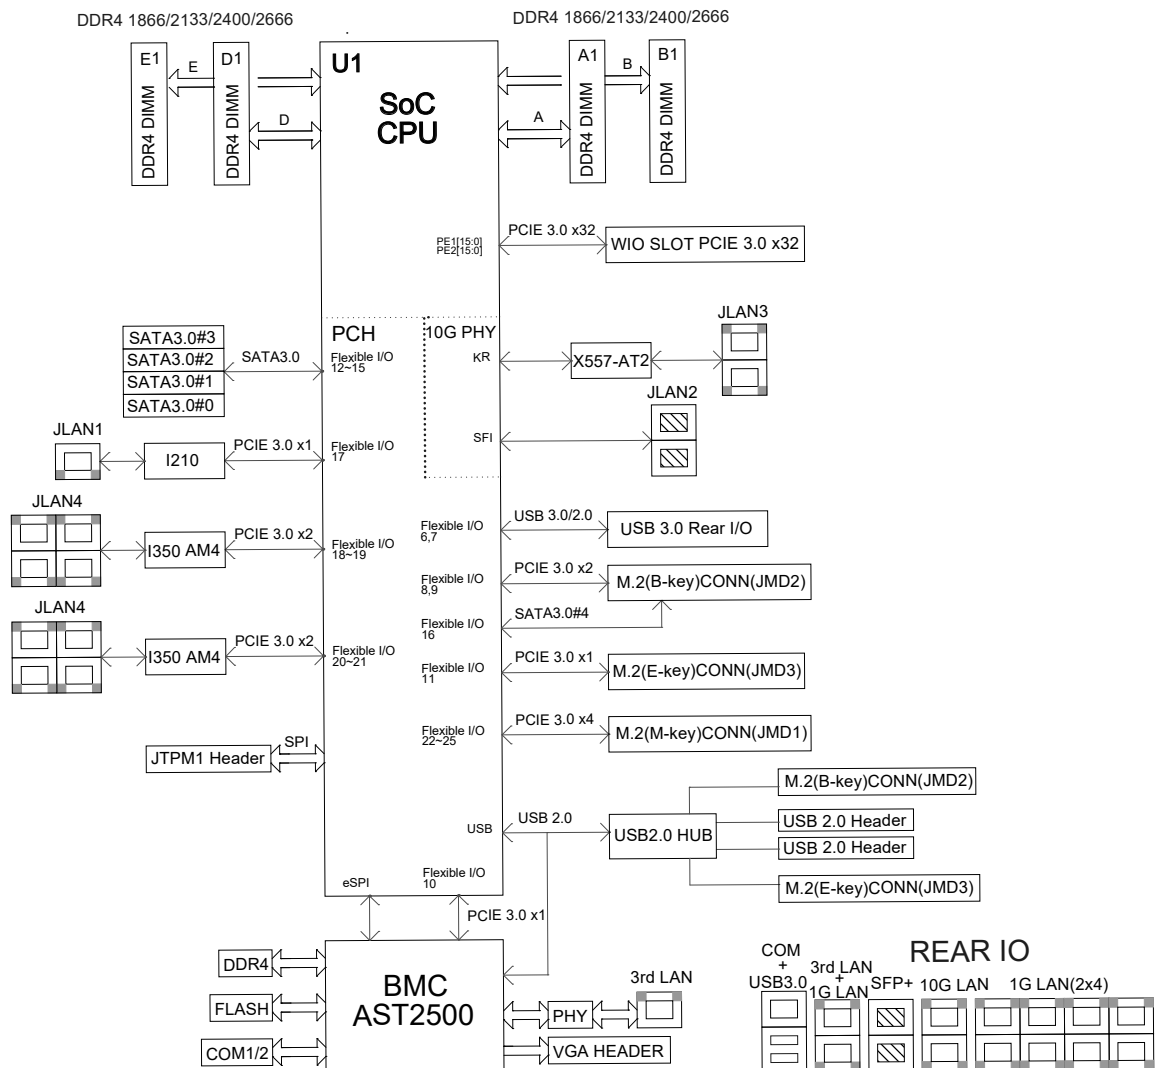 DDR4 1866/2133/2400/2666
DDR4 1866/2133/2400/2666
E1
DDR4 DIMM
E
D1
DDR4 DIMM
D
U1
SoC
CPU
A1
DDR4 DIMM
A
B
B1
DDR4 DIMM
PE1[15:0]
PE2[15:0]
PCIE 3.0 x32
WIO SLOT PCIE 3.0 x32
PCH
10G PHY
SATA3.0#3
SATA3.0#2
SATA3.0#1
SATA3.0#0
SATA3.0
Flexible I/O
12~15
KR
X557-AT2
JLAN3
JLAN2
SFI
JLAN1
I210
PCIE 3.0 x1
Flexible I/O
17
JLAN4
I350 AM4
PCIE 3.0 x2
Flexible I/O
18~19
JLAN4
I350 AM4
PCIE 3.0 x2
Flexible I/O
20~21
Flexible I/O
6,7
USB 3.0/2.0
USB 3.0 Rear I/O
Flexible I/O
8,9
PCIE 3.0 x2
M.2(B-key)CONN(JMD2)
Flexible I/O
16
SATA3.0#4
Flexible I/O
11
PCIE 3.0 x1
M.2(E-key)CONN(JMD3)
Flexible I/O
22~25
PCIE 3.0 x4
M.2(M-key)CONN(JMD1)
JTPM1 Header
SPI
USB
USB 2.0
USB2.0 HUB
M.2(B-key)CONN(JMD2)
USB 2.0 Header
USB 2.0 Header
M.2(E-key)CONN(JMD3)
eSPI
Flexible I/O
10
PCIE 3.0 x1
BMC
AST2500
DDR4
FLASH
COM1/2
PHY
3rd LAN
VGA HEADER
REAR IO
COM
+
USB3.0
3rd LAN
+
1G LAN
SFP+
10G LAN
1G LAN(2x4)